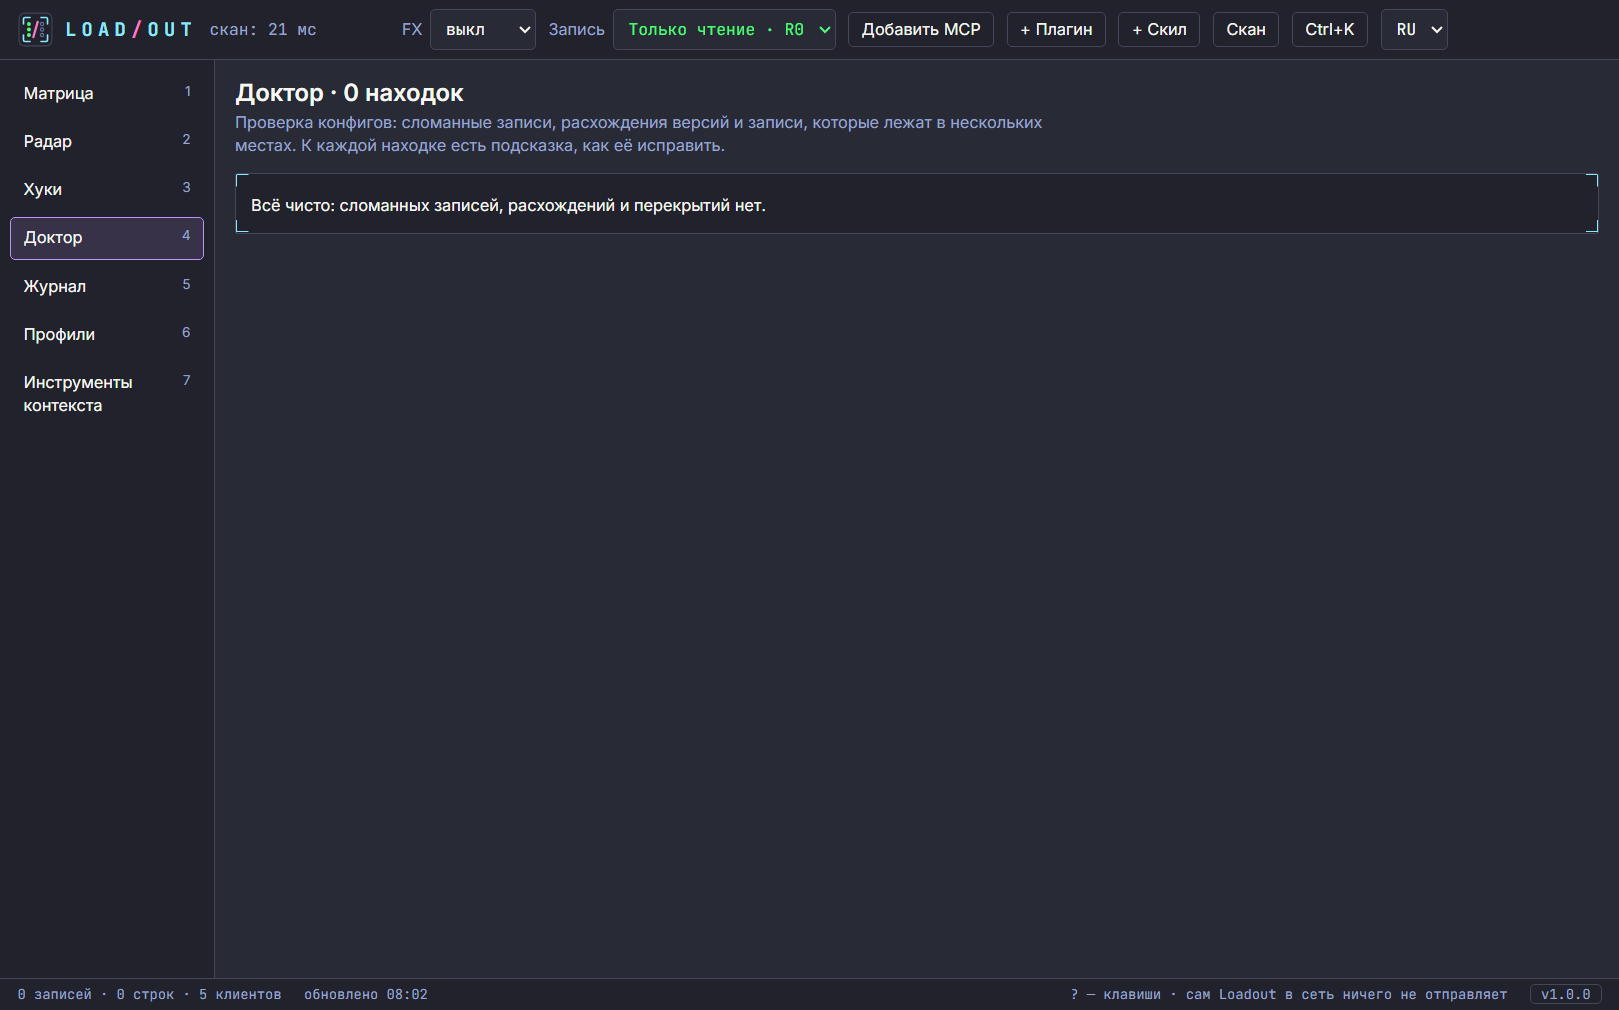 LOAD/OUT скан: 21 мс FX выкл Запись Только чтение · R0 Добавить MCP + Плагин + Скил Скан Ctrl+K RU
Матрица 1
Радар 2
Хуки 3
Доктор 4
Журнал 5
Профили 6
Инструменты контекста 7
Доктор · 0 находок
Проверка конфигов: сломанные записи, расхождения версий и записи, которые лежат в нескольких
местах. К каждой находке есть подсказка, как её исправить.
Всё чисто: сломанных записей, расхождений и перекрытий нет.
0 записей · 0 строк · 5 клиентов обновлено 08:02 ? — клавиши · сам Loadout в сеть ничего не отправляет v1.0.0